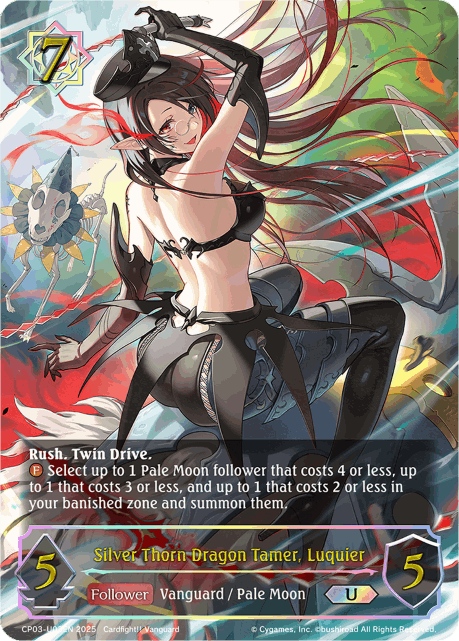 7
Rush. Twin Drive.
F Select up to 1 Pale Moon follower that costs 4 or less, up
to 1 that costs 3 or less, and up to 1 that costs 2 or less in
your banished zone and summon them.
Silver Thorn Dragon Tamer, Luquier
5
5
Follower Vanguard / Pale Moon U
2025 Cardfight!! Vanguard © Cygames, Inc. ©bushiroad All Rights Reserved.